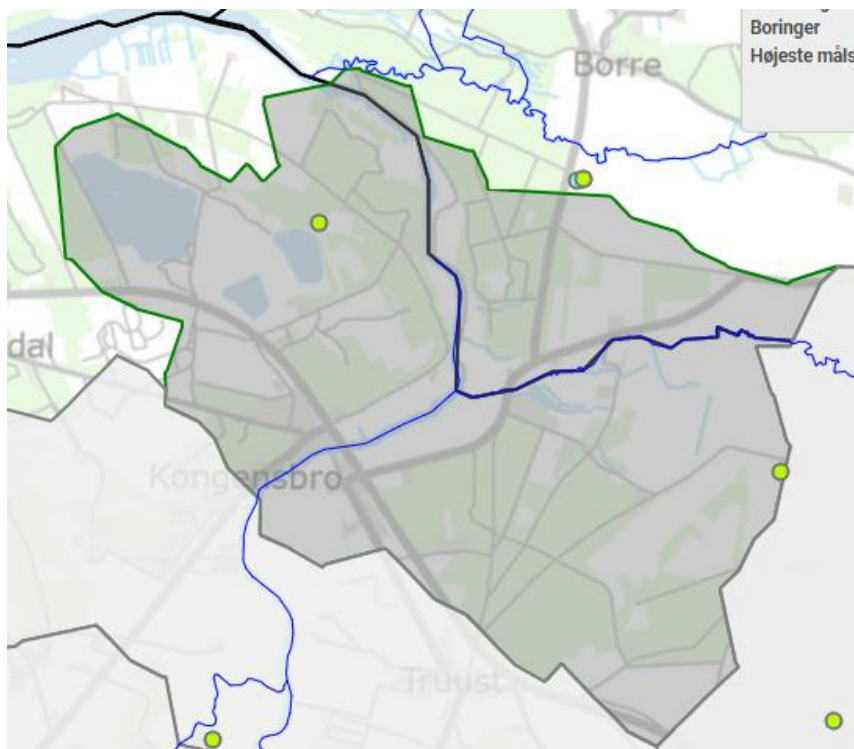 Boringer
Højeste måls
Borre
dal
Kongensbro
Truust